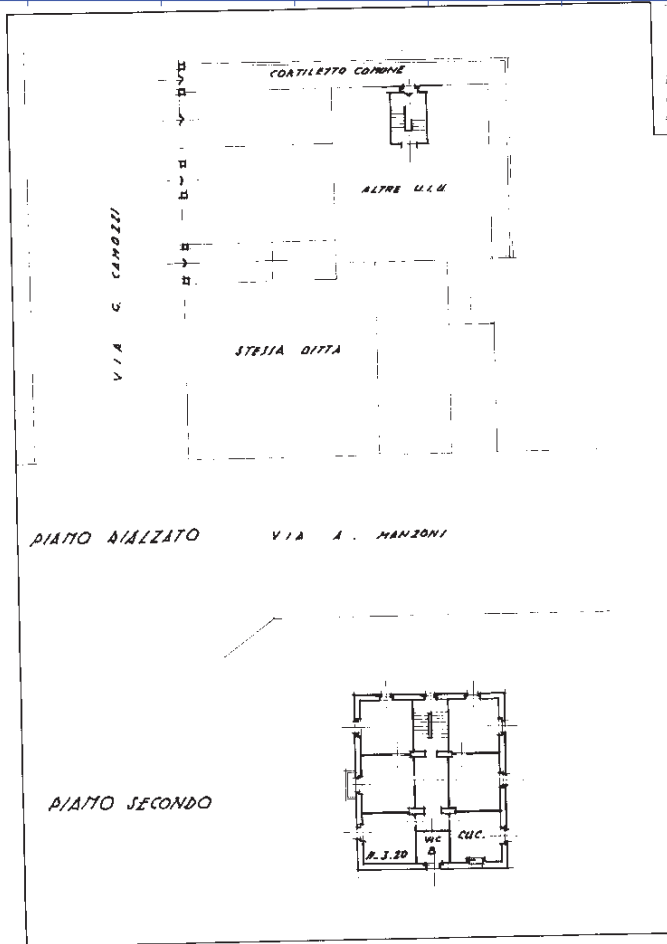 CORTILETTO COMUNE
ALTRE U.I.U.
VIA G. CAMOZZI
STESSA DITTA
PIANO RIALZATO
VIA A. MANZONI
PIANO SECONDO
H=3.20
WC
B
CUC.